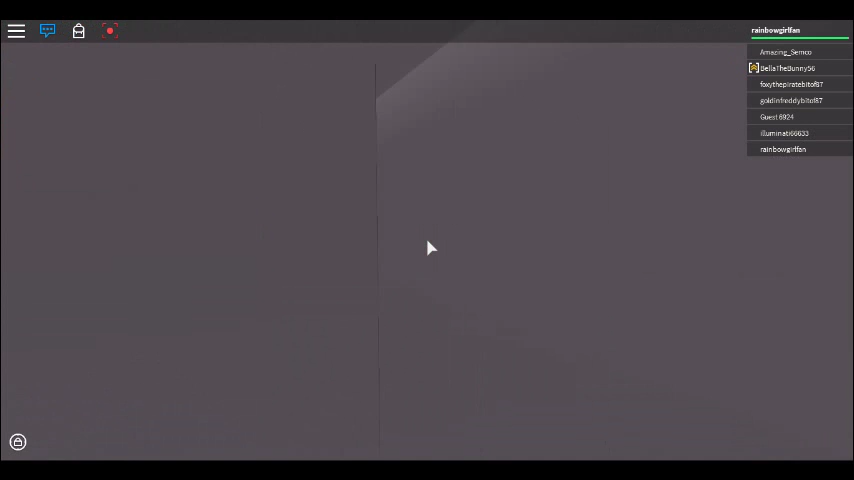 rainbowgirlfan
Amazing_Semco
BellaTheBunny56
foxythepiratebitof87
goldinfreddybitof87
Guest 6924
illuminati66633
rainbowgirlfan